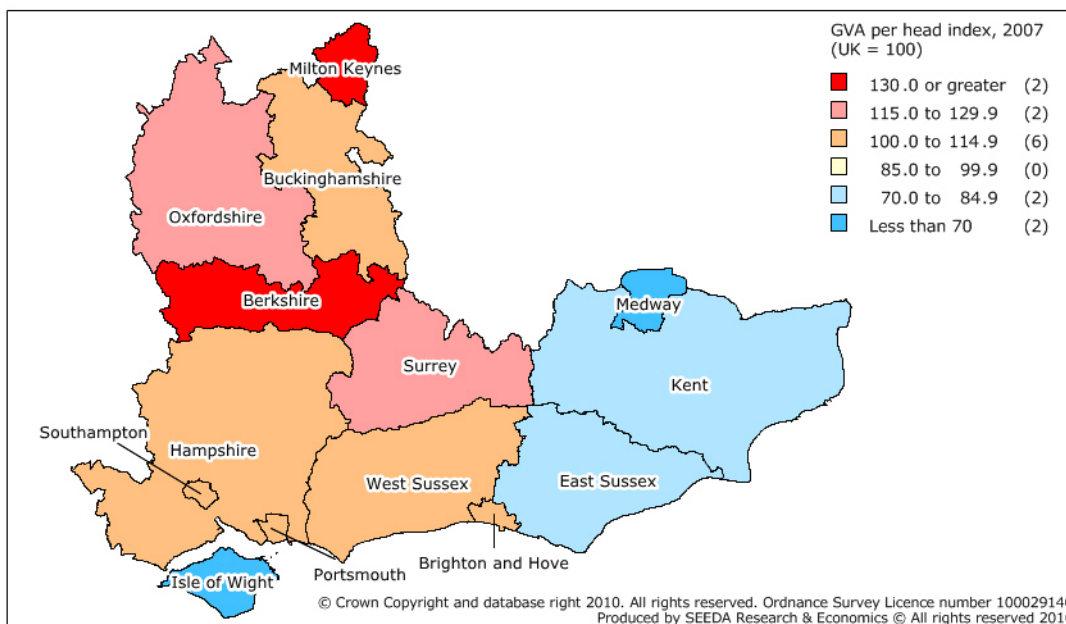 GVA per head index, 2007
(UK = 100)
130.0 or greater (2)
115.0 to 129.9 (2)
100.0 to 114.9 (6)
85.0 to 99.9 (0)
70.0 to 84.9 (2)
Less than 70 (2)
Milton Keynes
Buckinghamshire
Oxfordshire
Berkshire
Medway
Surrey
Kent
Southampton
Hampshire
West Sussex
East Sussex
Brighton and Hove
Portsmouth
Isle of Wight
© Crown Copyright and database right 2010. All rights reserved. Ordnance Survey Licence number 100029140
Produced by SEEDA Research & Economics © All rights reserved 2010